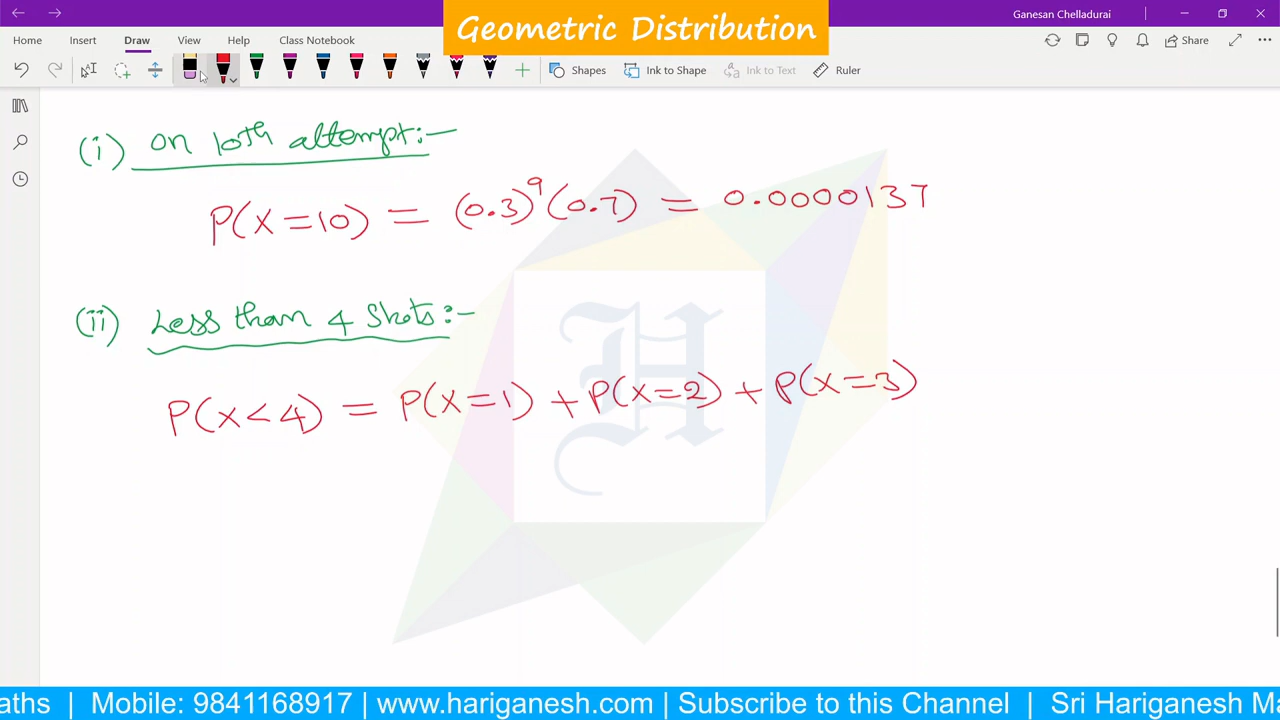 Geometric Distribution
Ganesan Chelladurai
Home Insert Draw View Help Class Notebook
Share
Shapes Ink to Shape Ink to Text Ruler
(i) on 10th attempt:-
P(X=10) = (0.3)^9 (0.7) = 0.0000137
(ii) Less than 4 Shots:-
P(X<4) = P(X=1) + P(X=2) + P(X=3)
H
aths | Mobile: 9841168917 | www.hariganesh.com | Subscribe to this Channel | Sri Hariganesh Ma